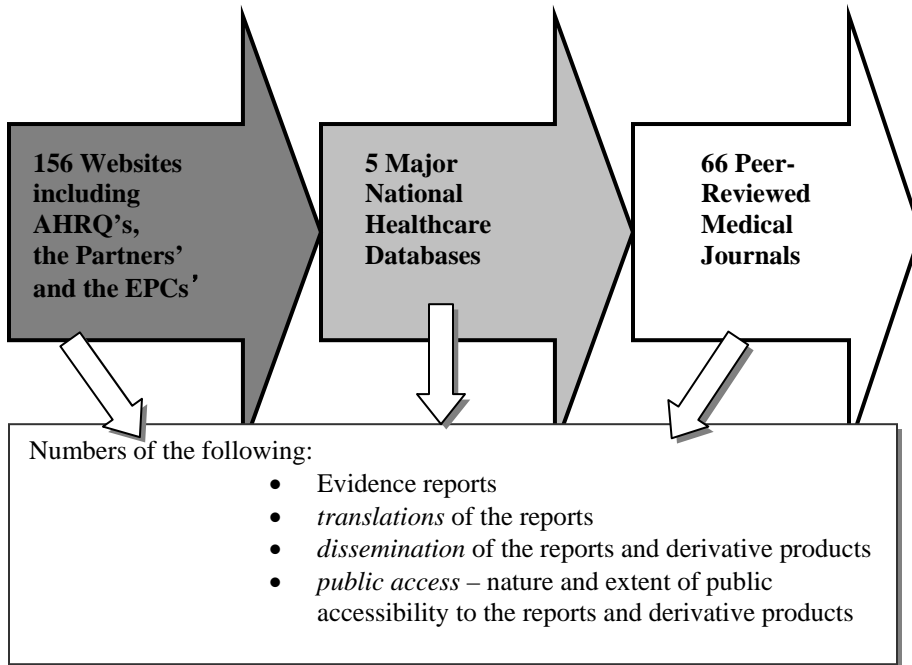 156 Websites
including
AHRQ's,
the Partners'
and the EPCs'
5 Major
National
Healthcare
Databases
66 Peer-
Reviewed
Medical
Journals
Numbers of the following:
• Evidence reports
• translations of the reports
• dissemination of the reports and derivative products
• public access – nature and extent of public
accessibility to the reports and derivative products